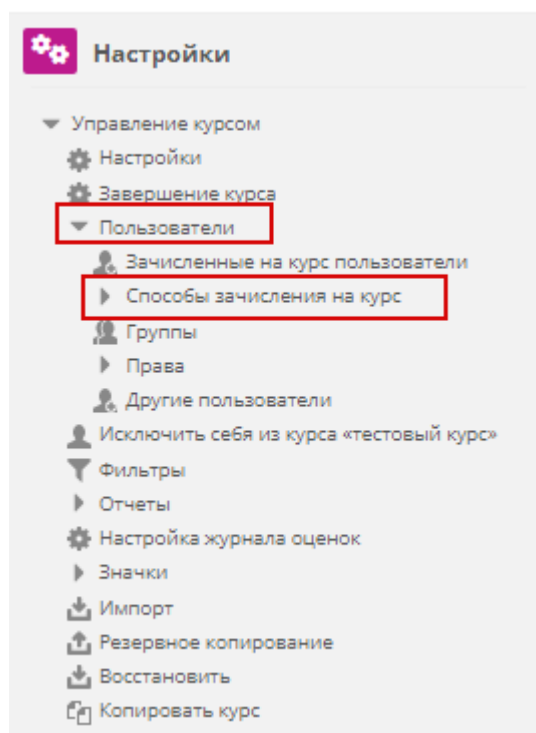 Настройки
Управление курсом
Настройки
Завершение курса
Пользователи
Зачисленные на курс пользователи
Способы зачисления на курс
Группы
Права
Другие пользователи
Исключить себя из курса «тестовый курс»
Фильтры
Отчеты
Настройка журнала оценок
Значки
Импорт
Резервное копирование
Восстановить
Копировать курс